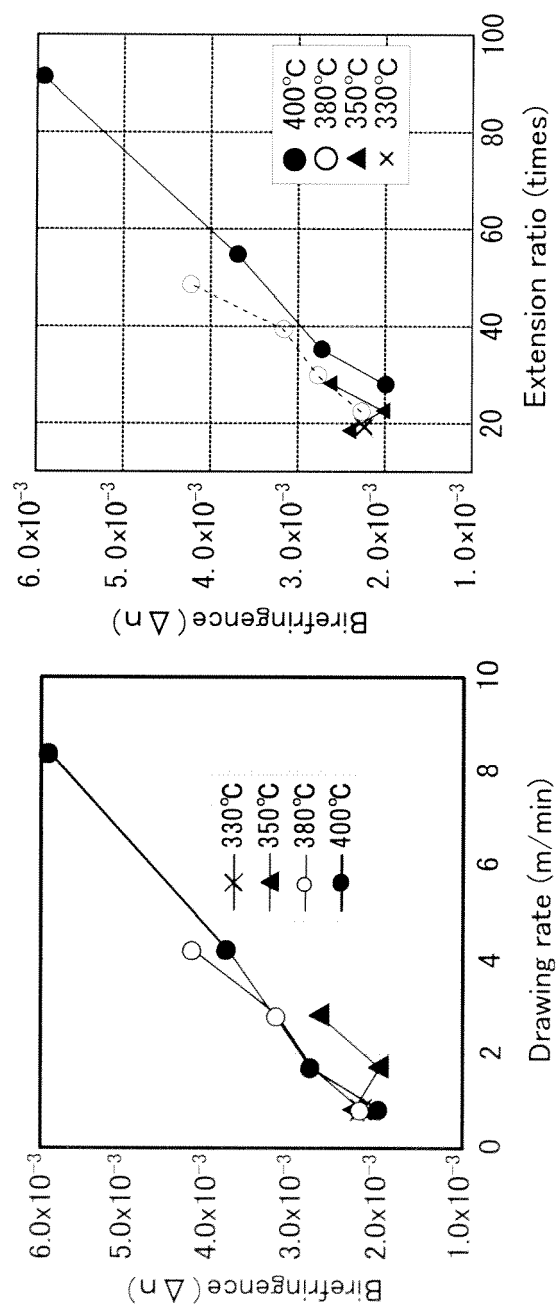 6.0x10⁻³
5.0x10⁻³
4.0x10⁻³
3.0x10⁻³
2.0x10⁻³
1.0x10⁻³
Birefringence (Δn)
0
2
4
6
8
10
Drawing rate (m/min)
330°C
350°C
380°C
400°C
6.0x10⁻³
5.0x10⁻³
4.0x10⁻³
3.0x10⁻³
2.0x10⁻³
1.0x10⁻³
Birefringence (Δn)
20
40
60
80
100
Extension ratio (times)
400°C
380°C
350°C
330°C